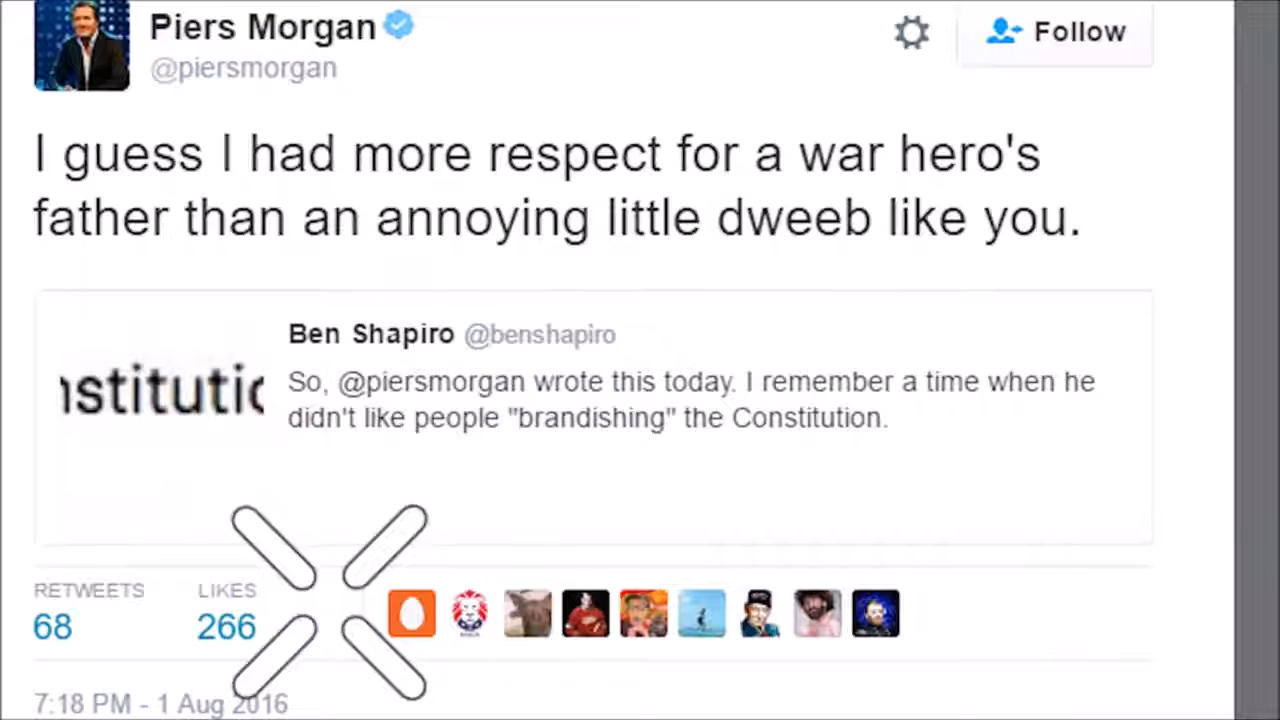 Piers Morgan
@piersmorgan
Follow
I guess I had more respect for a war hero's
father than an annoying little dweeb like you.
Ben Shapiro @benshapiro
nstitutic
So, @piersmorgan wrote this today. I remember a time when he
didn't like people "brandishing" the Constitution.
RETWEETS LIKES
68 266
7:18 PM - 1 Aug 2016